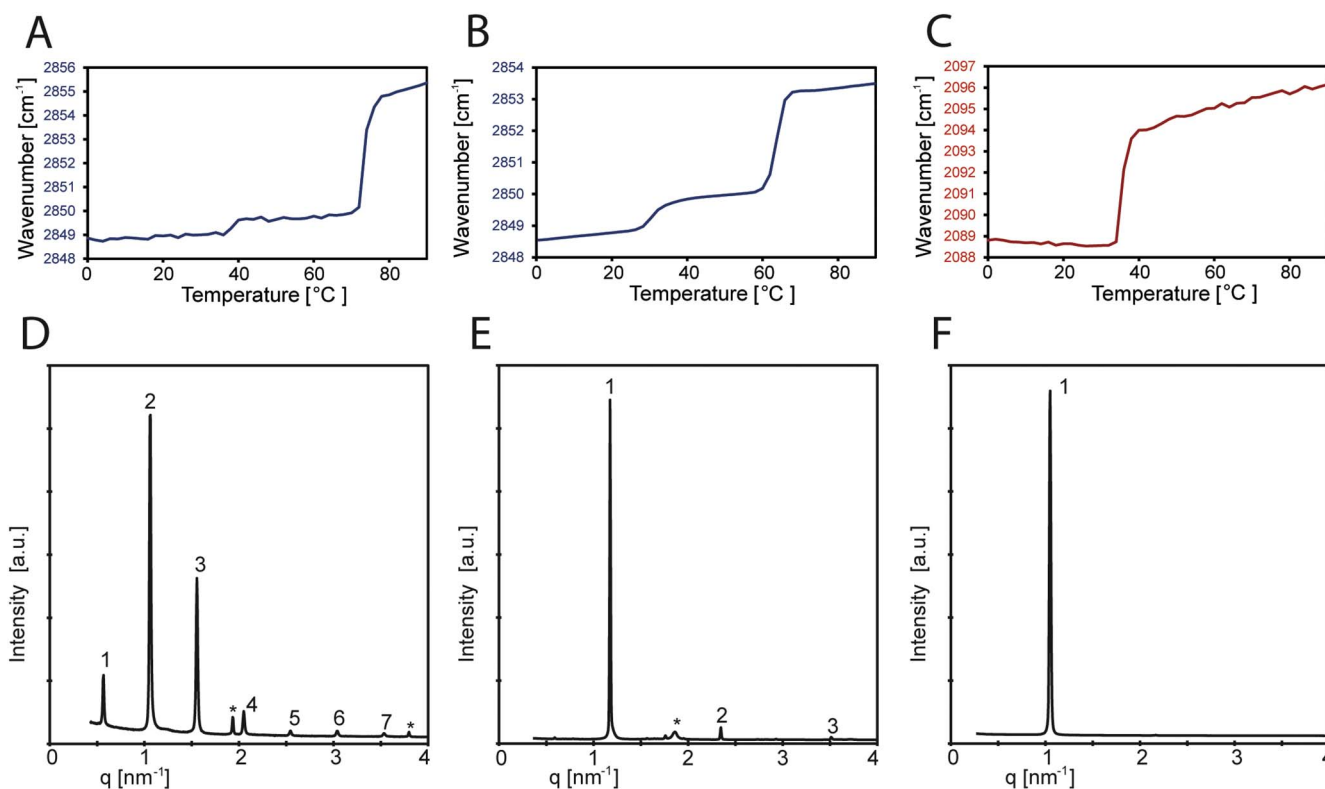 A
Wavenumber [cm⁻¹]
2856
2855
2854
2853
2852
2851
2850
2849
2848
0 20 40 60 80
Temperature [°C ]
B
Wavenumber [cm⁻¹]
2854
2853
2852
2851
2850
2849
2848
0 20 40 60 80
Temperature [°C ]
C
Wavenumber [cm⁻¹]
2097
2096
2095
2094
2093
2092
2091
2090
2089
2088
0 20 40 60 80
Temperature [°C ]
D
Intensity [a.u.]
1 2 3 * 4 5 6 7 *
0 1 2 3 4
q [nm⁻¹]
E
Intensity [a.u.]
1 * 2 3
0 1 2 3 4
q [nm⁻¹]
F
Intensity [a.u.]
1
0 1 2 3 4
q [nm⁻¹]